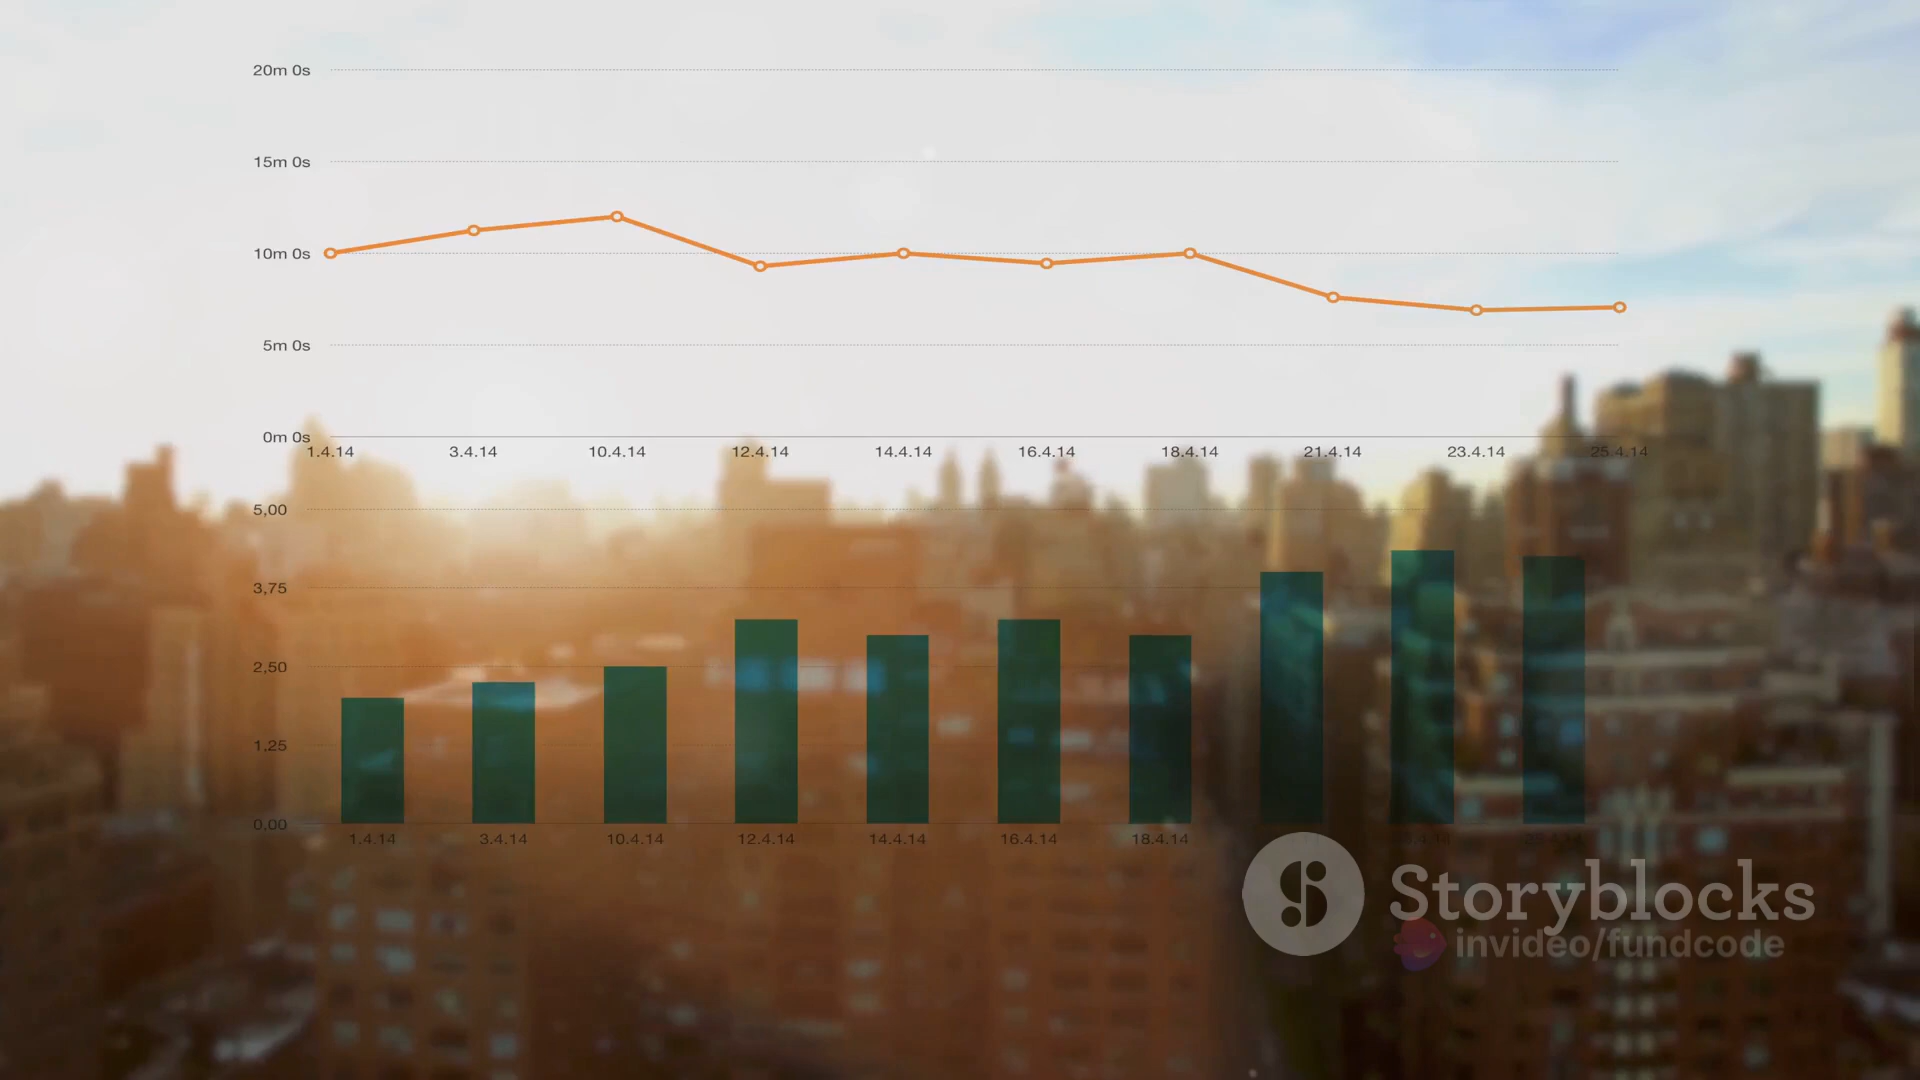 20m 0s
15m 0s
10m 0s
5m 0s
0m 0s
1.4.14 3.4.14 10.4.14 12.4.14 14.4.14 16.4.14 18.4.14 21.4.14 23.4.14 25.4.14
5,00
3,75
2,50
1,25
0,00
1.4.14 3.4.14 10.4.14 12.4.14 14.4.14 16.4.14 18.4.14
Storyblocks
invideo/fundcode